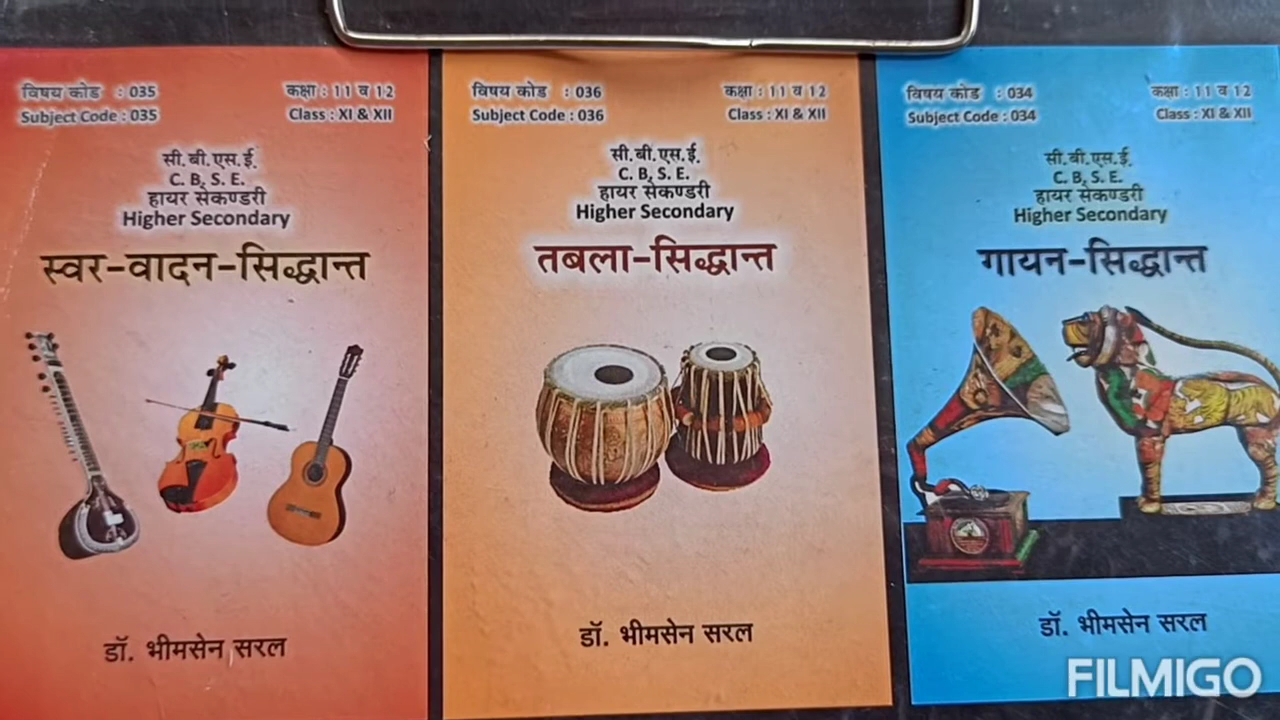 विषय कोड : 035
कक्षा : 11 व 12
Subject Code : 035
Class : XI & XII
सी. बी. एस. ई.
C. B. S. E.
हायर सेकण्डरी
Higher Secondary
स्वर-वादन-सिद्धान्त
डॉ. भीमसेन सरल
विषय कोड : 036
कक्षा : 11 व 12
Subject Code : 036
Class : XI & XII
सी. बी. एस. ई.
C. B. S. E.
हायर सेकण्डरी
Higher Secondary
तबला-सिद्धान्त
डॉ. भीमसेन सरल
विषय कोड : 034
कक्षा : 11 व 12
Subject Code : 034
Class : XI & XII
सी. बी. एस. ई.
C. B. S. E.
हायर सेकण्डरी
Higher Secondary
गायन-सिद्धान्त
डॉ. भीमसेन सरल
FILMIGO